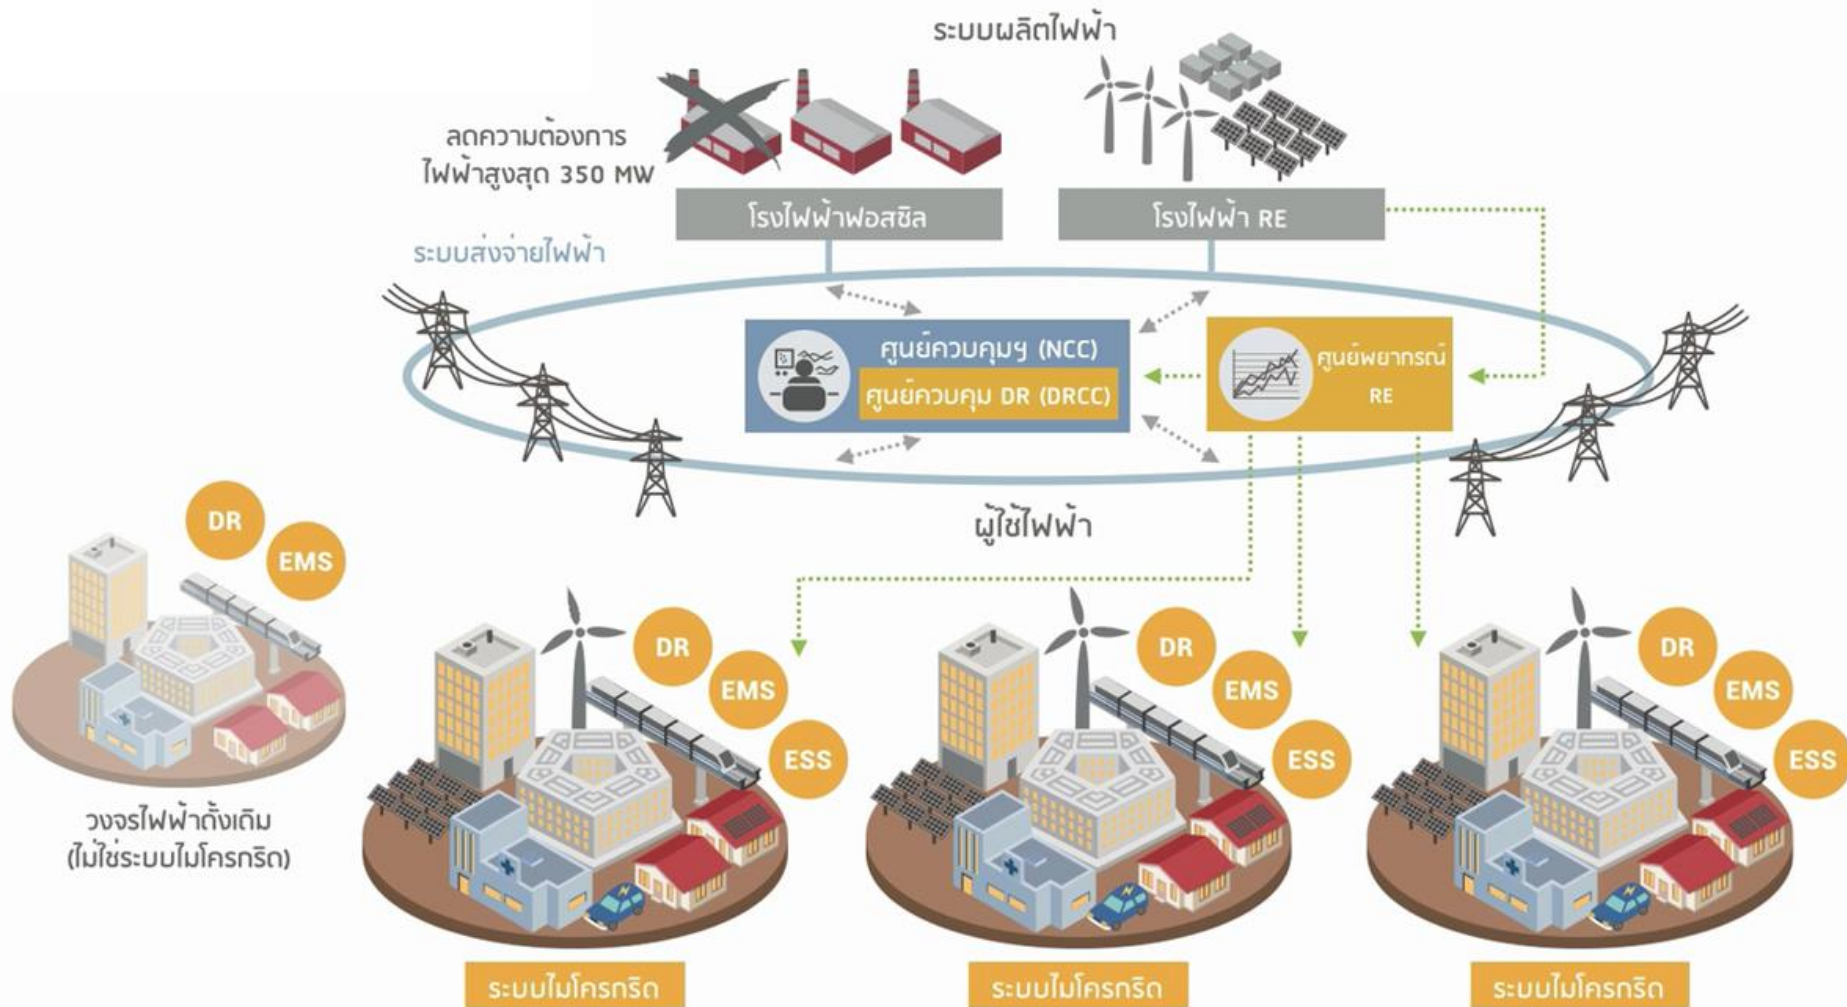 ระบบผลิตไฟฟ้า
ลดความต้องการ
ไฟฟ้าสูงสุด 350 MW
โรงไฟฟ้าฟอสซิล
โรงไฟฟ้า RE
ระบบส่งจ่ายไฟฟ้า
ศูนย์ควบคุมฯ (NCC)
ศูนย์ควบคุม DR (DRCC)
ศูนย์พยากรณ์
RE
ผู้ใช้ไฟฟ้า
DR
EMS
วงจรไฟฟ้าดั้งเดิม
(ไม่ใช่ระบบไมโครกริด)
DR
EMS
ESS
ระบบไมโครกริด
DR
EMS
ESS
ระบบไมโครกริด
DR
EMS
ESS
ระบบไมโครกริด